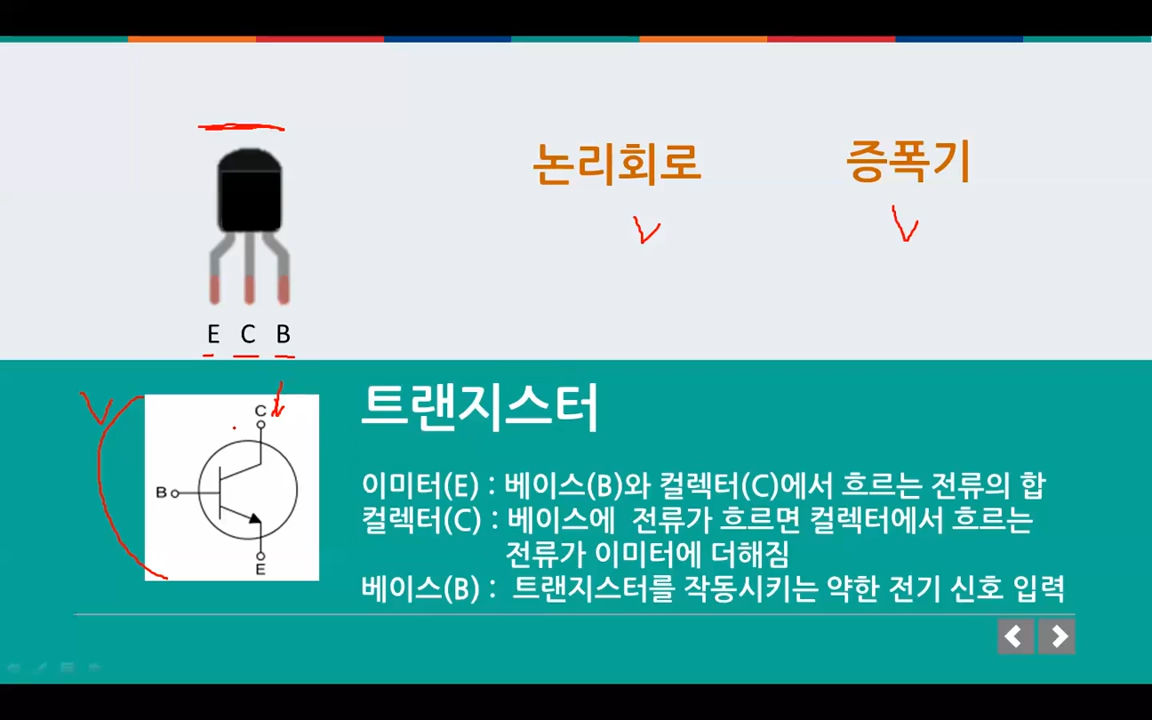 논리회로
증폭기
E C B
트랜지스터
C
B
E
이미터(E) : 베이스(B)와 컬렉터(C)에서 흐르는 전류의 합
컬렉터(C) : 베이스에 전류가 흐르면 컬렉터에서 흐르는
전류가 이미터에 더해짐
베이스(B) : 트랜지스터를 작동시키는 약한 전기 신호 입력